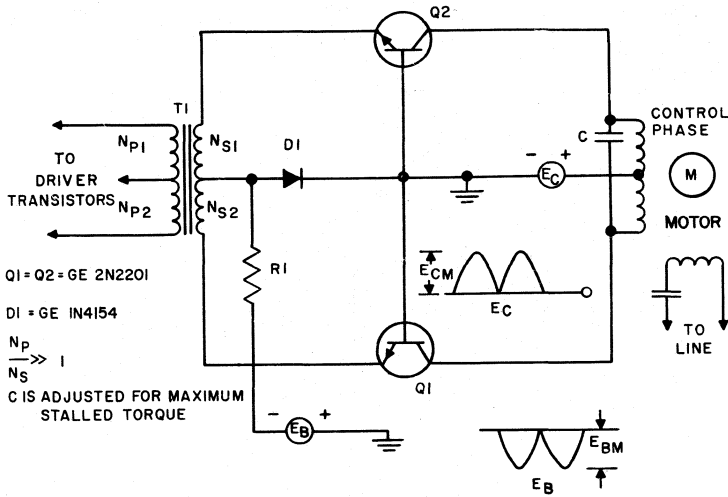 Q2
T1
NP1
NS1
D1
C
CONTROL
PHASE
TO
DRIVER
TRANSISTORS
- EC +
M
NP2
NS2
MOTOR
R1
ECM
EC
Q1 = Q2 = GE 2N2201
D1 = GE 1N4154
NP
NS
>> 1
TO
LINE
C IS ADJUSTED FOR MAXIMUM
STALLED TORQUE
Q1
- EB +
EBM
EB